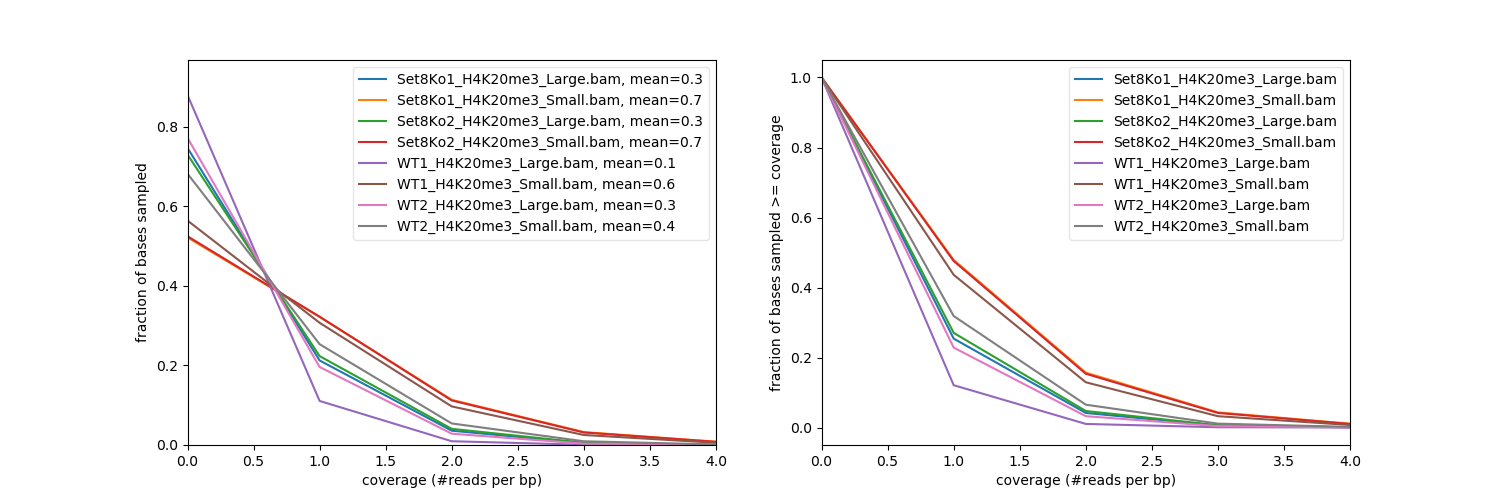 fraction of bases sampled
0.8
0.6
0.4
0.2
0.0
Set8Ko1_H4K20me3_Large.bam, mean=0.3
Set8Ko1_H4K20me3_Small.bam, mean=0.7
Set8Ko2_H4K20me3_Large.bam, mean=0.3
Set8Ko2_H4K20me3_Small.bam, mean=0.7
WT1_H4K20me3_Large.bam, mean=0.1
WT1_H4K20me3_Small.bam, mean=0.6
WT2_H4K20me3_Large.bam, mean=0.3
WT2_H4K20me3_Small.bam, mean=0.4
0.0 0.5 1.0 1.5 2.0 2.5 3.0 3.5 4.0
coverage (#reads per bp)
fraction of bases sampled >= coverage
1.0
0.8
0.6
0.4
0.2
0.0
Set8Ko1_H4K20me3_Large.bam
Set8Ko1_H4K20me3_Small.bam
Set8Ko2_H4K20me3_Large.bam
Set8Ko2_H4K20me3_Small.bam
WT1_H4K20me3_Large.bam
WT1_H4K20me3_Small.bam
WT2_H4K20me3_Large.bam
WT2_H4K20me3_Small.bam
0.0 0.5 1.0 1.5 2.0 2.5 3.0 3.5 4.0
coverage (#reads per bp)